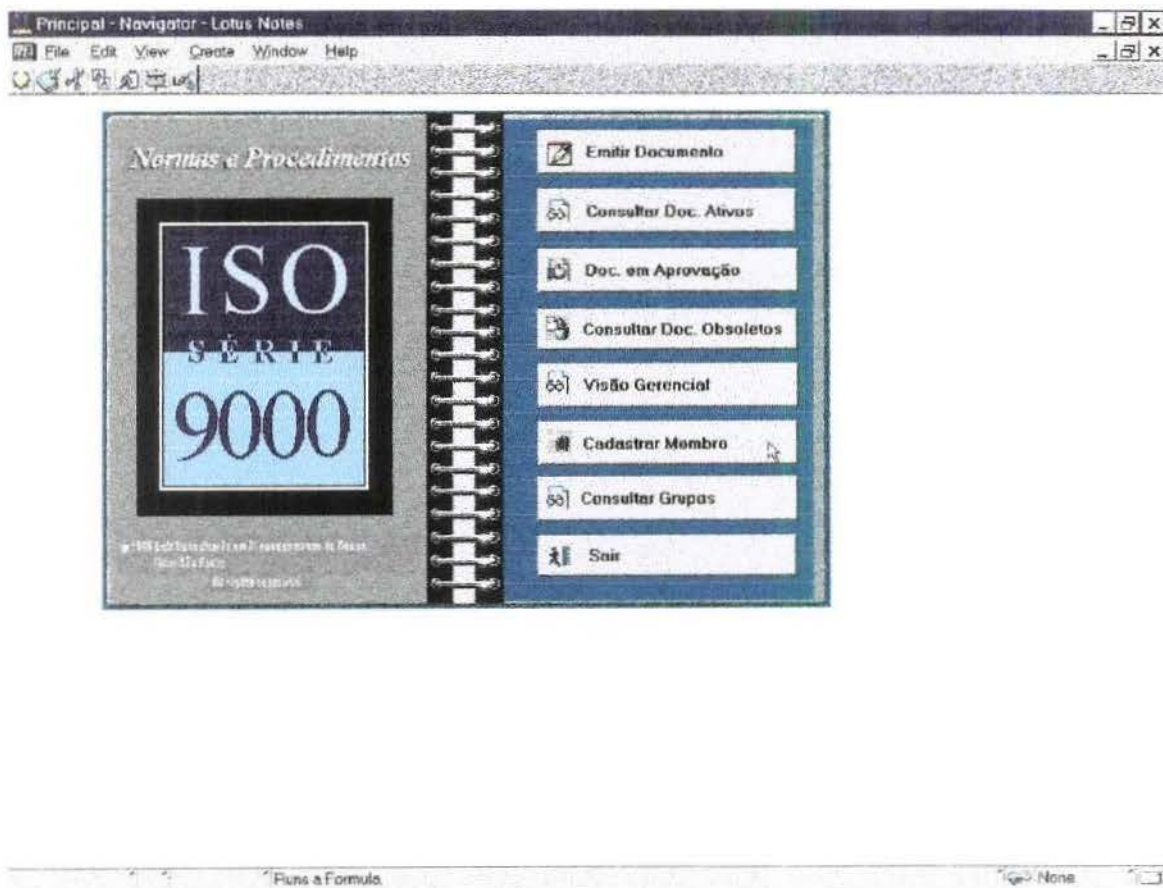 Principal - Navigator - Lotus Notes
File Edit View Create Window Help
Normas e Procedimentos
ISO
SÉRIE
9000
Emitir Documento
Consultar Doc. Ativos
Doc. em Aprovação
Consultar Doc. Obsoletos
Visão Gerencial
Cadastrar Membro
Consultar Grupos
Sair
Runs a Formula
None